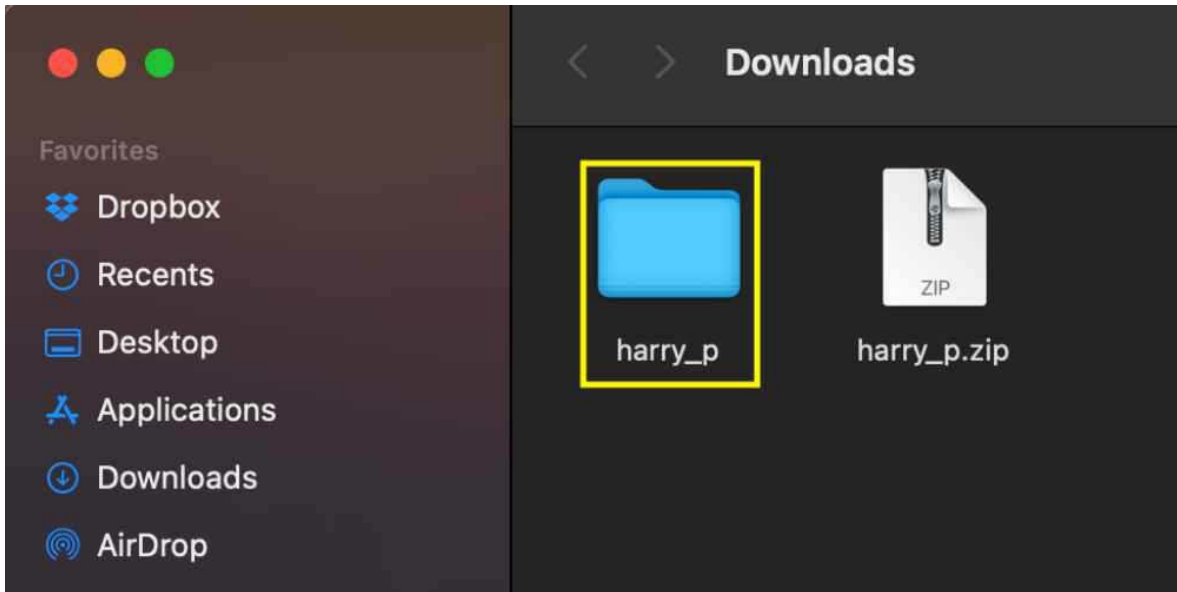 Downloads
Favorites
Dropbox
Recents
Desktop
Applications
Downloads
AirDrop
ZIP
harry_p
harry_p.zip